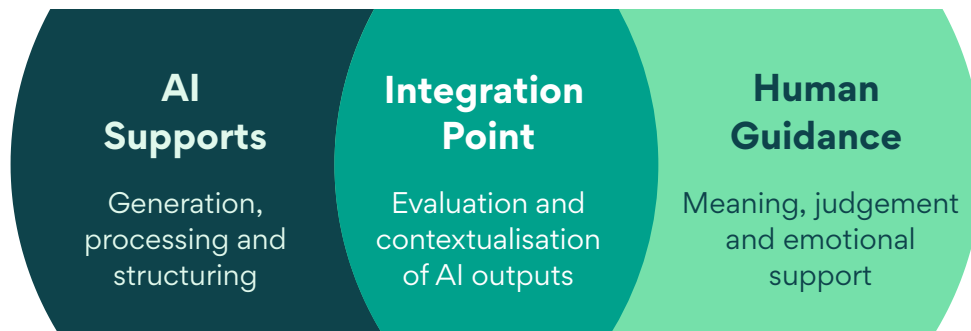 AI
Supports
Generation,
processing and
structuring
Integration
Point
Evaluation and
contextualisation
of AI outputs
Human
Guidance
Meaning, judgement
and emotional
support